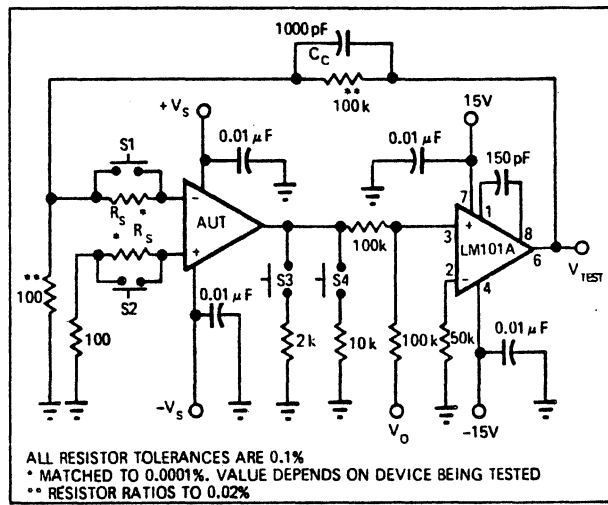 1000 pF
C_C
**
100k
+V_S
15V
0.01 µF
0.01 µF
150 pF
S1
R_S *
* R_S
S2
−
+
AUT
100k
7
1
8
3
+
LM101A
6
2
−
4
V_TEST
** 100
100
0.01 µF
S3
S4
2k
10k
100k
50k
0.01 µF
−V_S
V_O
−15V
ALL RESISTOR TOLERANCES ARE 0.1%
* MATCHED TO 0.0001%. VALUE DEPENDS ON DEVICE BEING TESTED
** RESISTOR RATIOS TO 0.02%